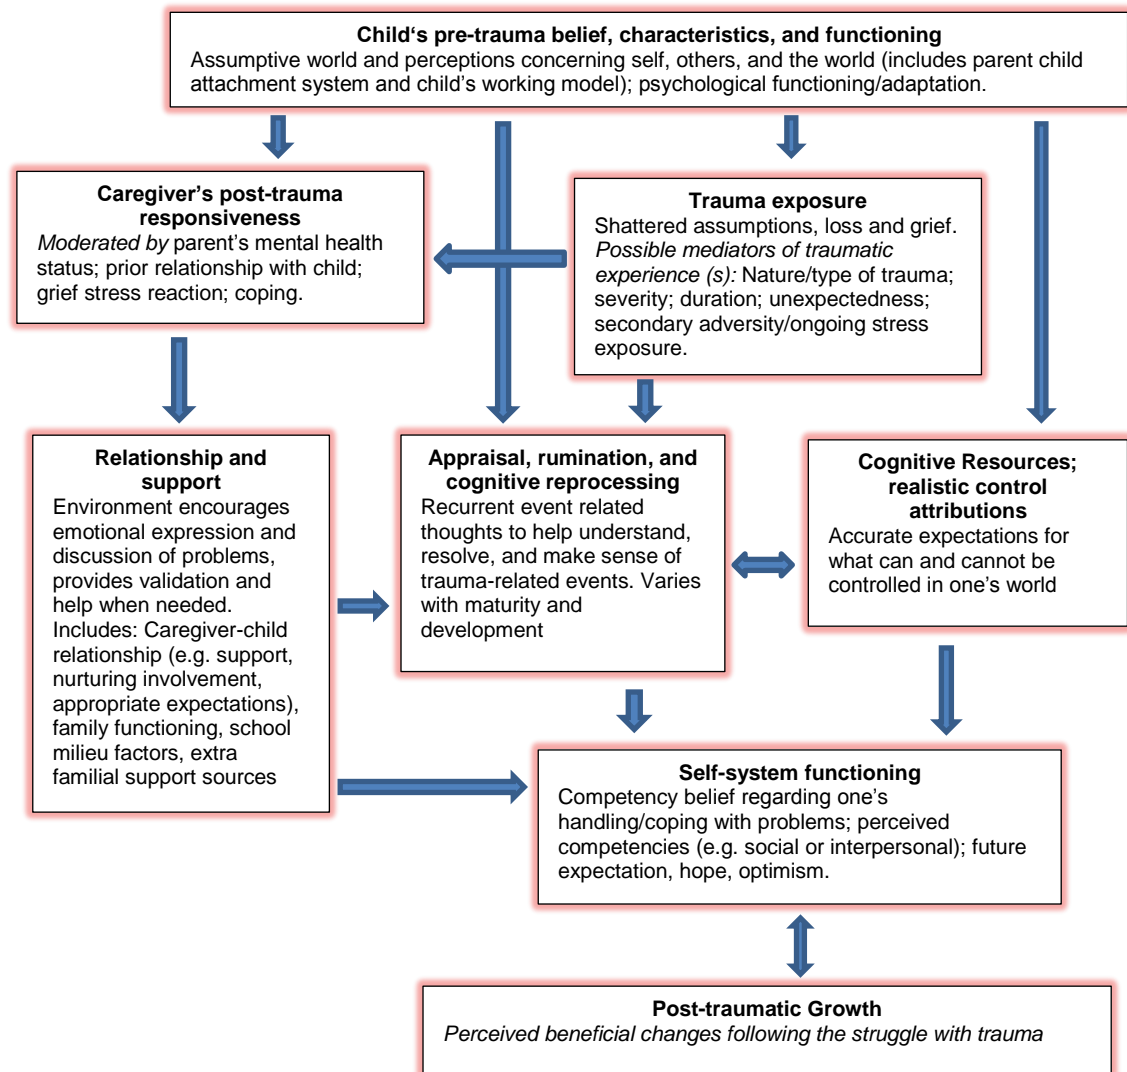 Child‘s pre-trauma belief, characteristics, and functioning
Assumptive world and perceptions concerning self, others, and the world (includes parent child
attachment system and child’s working model); psychological functioning/adaptation.
Caregiver’s post-trauma
responsiveness
Moderated by parent’s mental health
status; prior relationship with child;
grief stress reaction; coping.
Trauma exposure
Shattered assumptions, loss and grief.
Possible mediators of traumatic
experience (s): Nature/type of trauma;
severity; duration; unexpectedness;
secondary adversity/ongoing stress
exposure.
Relationship and
support
Environment encourages
emotional expression and
discussion of problems,
provides validation and
help when needed.
Includes: Caregiver-child
relationship (e.g. support,
nurturing involvement,
appropriate expectations),
family functioning, school
milieu factors, extra
familial support sources
Appraisal, rumination, and
cognitive reprocessing
Recurrent event related
thoughts to help understand,
resolve, and make sense of
trauma-related events. Varies
with maturity and
development
Cognitive Resources;
realistic control
attributions
Accurate expectations for
what can and cannot be
controlled in one’s world
Self-system functioning
Competency belief regarding one’s
handling/coping with problems; perceived
competencies (e.g. social or interpersonal); future
expectation, hope, optimism.
Post-traumatic Growth
Perceived beneficial changes following the struggle with trauma